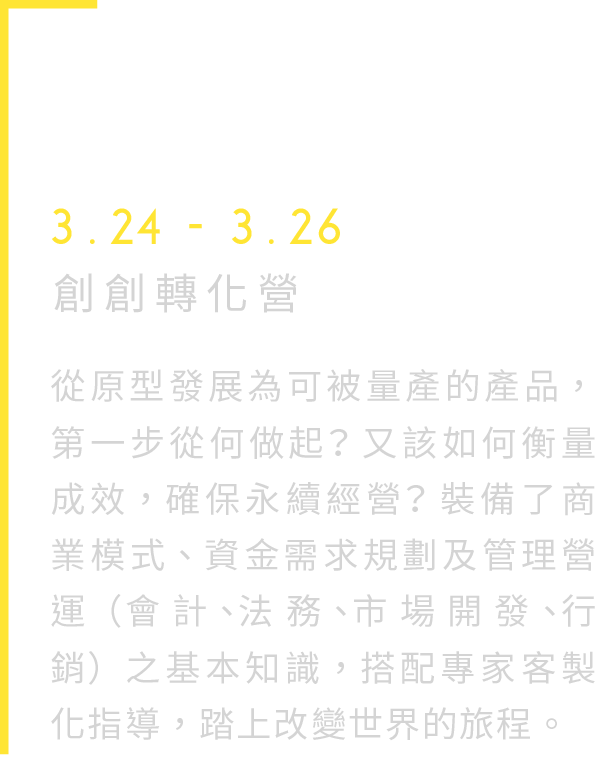 3.24 - 3.26
創創轉化營
從原型發展為可被量產的產品，
第一步從何做起？又該如何衡量
成效，確保永續經營？裝備了商
業模式、資金需求規劃及管理營
運（會計、法務、市場開發、行
銷）之基本知識，搭配專家客製
化指導，踏上改變世界的旅程。